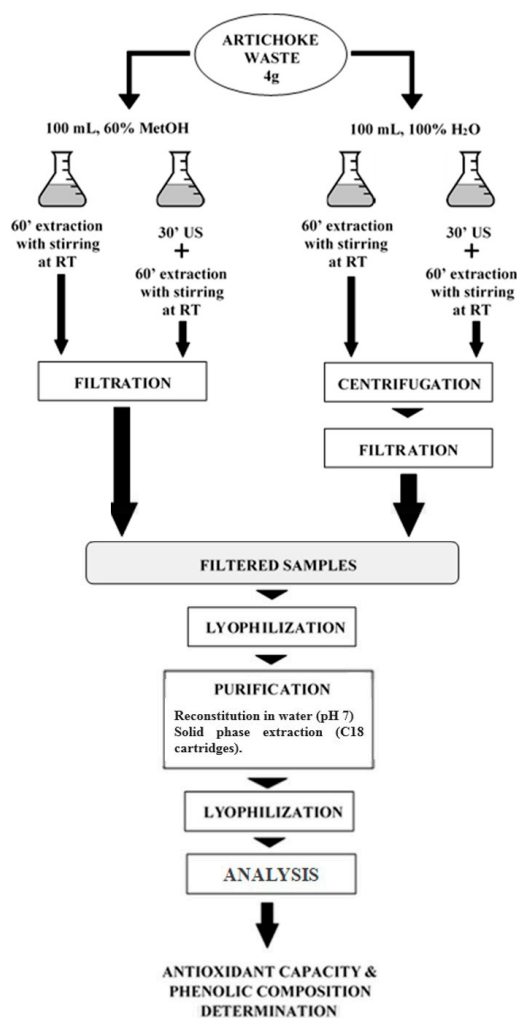 ARTICHOKE
WASTE
4g
100 mL, 60% MetOH
100 mL, 100% H₂O
60’ extraction
with stirring
at RT
30’ US
+
60’ extraction
with stirring
at RT
60’ extraction
with stirring
at RT
30’ US
+
60’ extraction
with stirring
at RT
FILTRATION
CENTRIFUGATION
FILTRATION
FILTERED SAMPLES
LYOPHILIZATION
PURIFICATION
Reconstitution in water (pH 7)
Solid phase extraction (C18
cartridges).
LYOPHILIZATION
ANALYSIS
ANTIOXIDANT CAPACITY &
PHENOLIC COMPOSITION
DETERMINATION